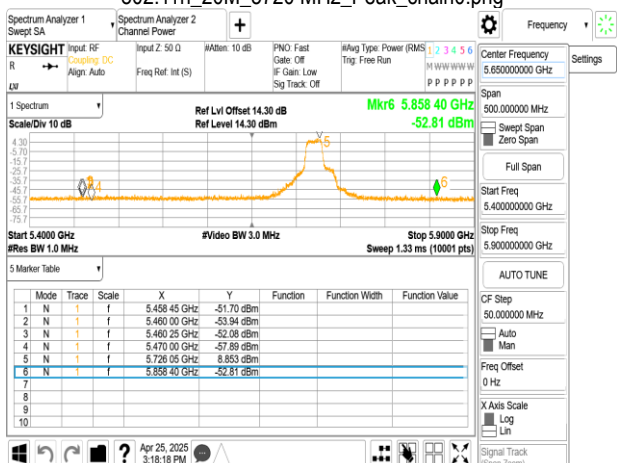 802.11n_20M_5720 MHz_Peak_chain0.png
Spectrum Analyzer 1
Swept SA
Spectrum Analyzer 2
Channel Power
+
Frequency
KEYSIGHT
R
LXI
Input: RF
Coupling: DC
Align: Auto
Input Z: 50 Ω
Freq Ref: Int (S)
#Atten: 10 dB
PNO: Fast
Gate: Off
IF Gain: Low
Sig Track: Off
#Avg Type: Power (RMS
Trig: Free Run
1 2 3 4 5 6
M W W W W W
P P P P P P
Center Frequency
5.650000000 GHz
Settings
Span
500.000000 MHz
Swept Span
Zero Span
Full Span
Start Freq
5.400000000 GHz
Stop Freq
5.900000000 GHz
AUTO TUNE
CF Step
50.000000 MHz
Auto
Man
Freq Offset
0 Hz
X Axis Scale
Log
Lin
Signal Track
1 Spectrum
Scale/Div 10 dB
Ref Lvl Offset 14.30 dB
Ref Level 14.30 dBm
Mkr6 5.858 40 GHz
-52.81 dBm
4.30
-5.70
-15.7
-25.7
-35.7
-45.7
-55.7
-65.7
-75.7
4
5
6
Start 5.4000 GHz
#Res BW 1.0 MHz
#Video BW 3.0 MHz
Stop 5.9000 GHz
Sweep 1.33 ms (10001 pts)
5 Marker Table
Mode Trace Scale X Y Function Function Width Function Value
1 N 1 f 5.458 45 GHz -51.70 dBm
2 N 1 f 5.460 00 GHz -53.94 dBm
3 N 1 f 5.460 25 GHz -52.08 dBm
4 N 1 f 5.470 00 GHz -57.89 dBm
5 N 1 f 5.726 05 GHz 8.853 dBm
6 N 1 f 5.858 40 GHz -52.81 dBm
7
8
9
10
?
Apr 25, 2025
3:18:18 PM